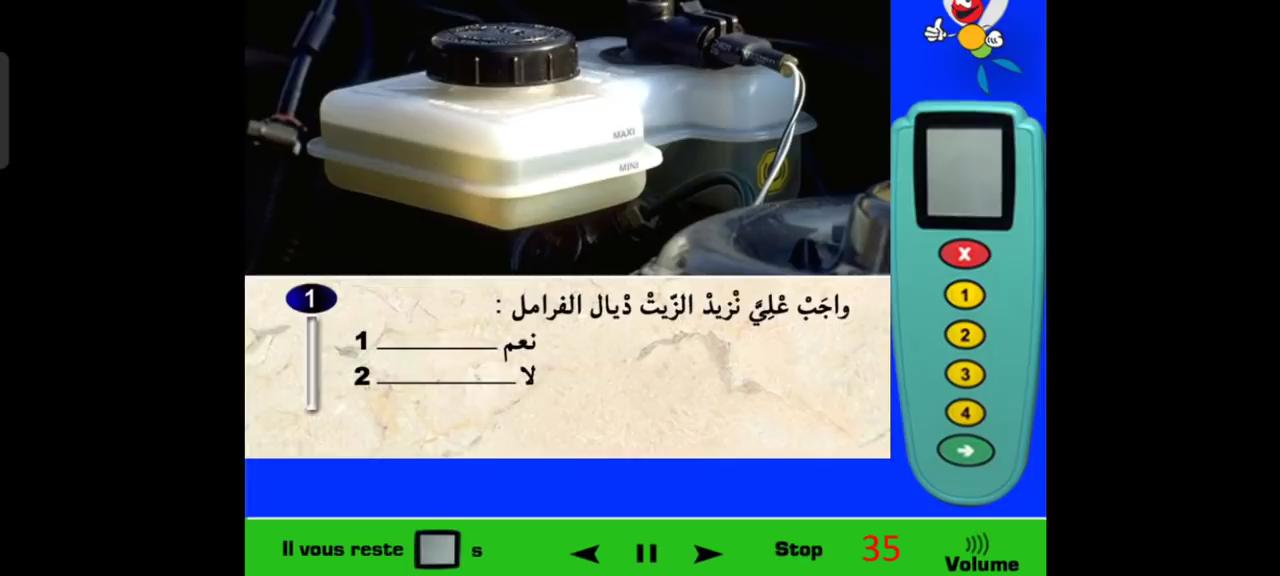 MAXI
MINI
1
واجَبْ عْلِيَّ نْزيدْ الزّيتْ دْيال الفرامل :
نعم 1
لا 2
X
1
2
3
4
Il vous reste s
Stop
35
Volume